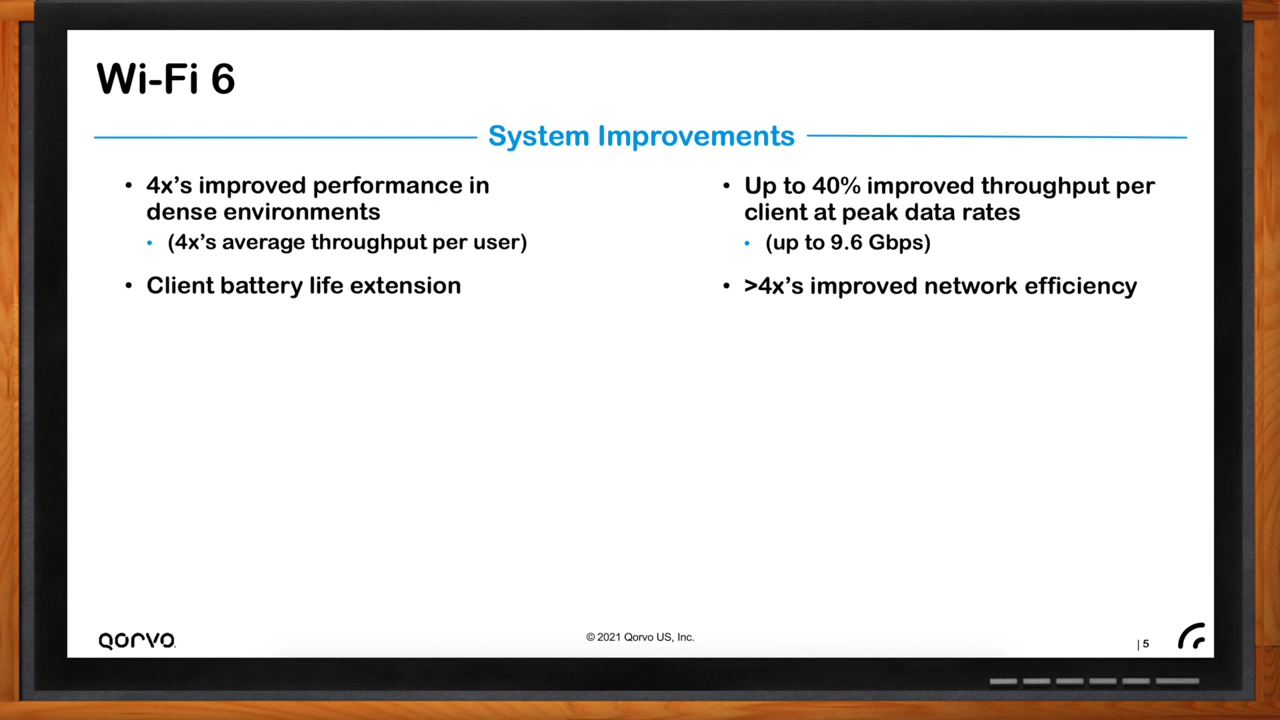 Wi-Fi 6
System Improvements
• 4x’s improved performance in
dense environments
• (4x’s average throughput per user)
• Client battery life extension
• Up to 40% improved throughput per
client at peak data rates
• (up to 9.6 Gbps)
• >4x’s improved network efficiency
QORVO
© 2021 Qorvo US, Inc.
| 5